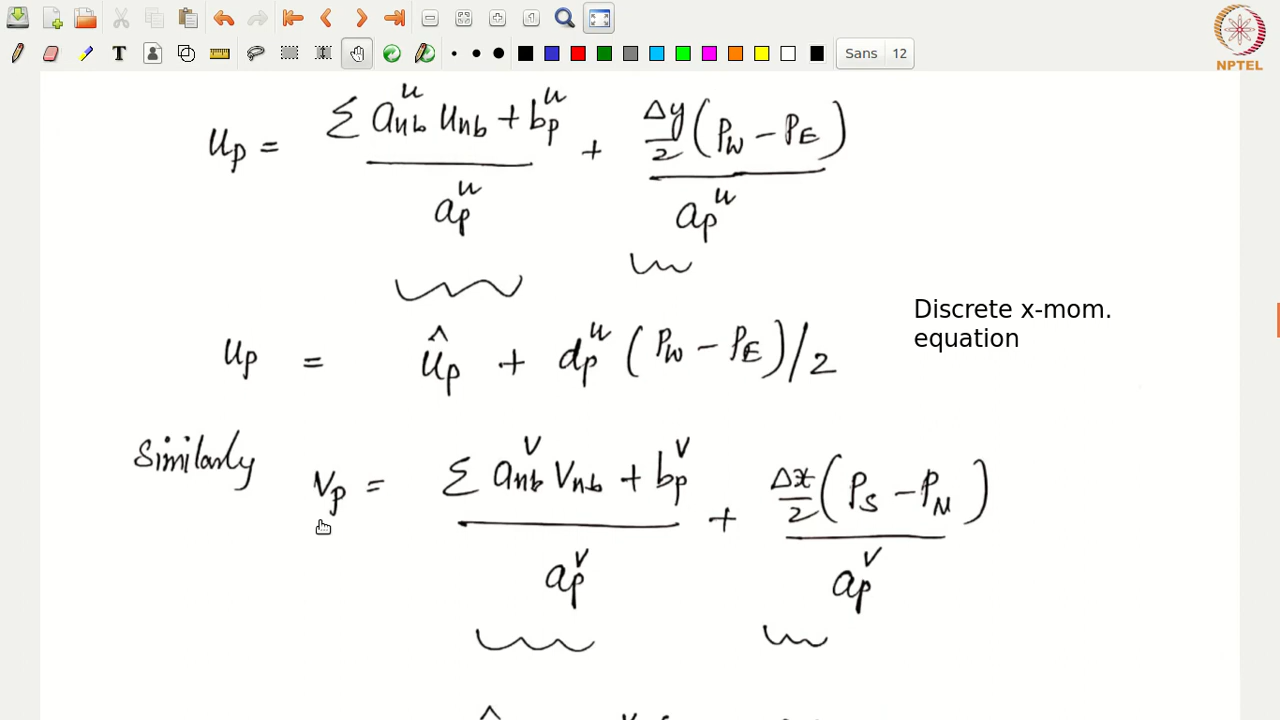 Sans 12
NPTEL
u_p = (Σ a_nb^u u_nb + b_p^u) / a_p^u + (Δy/2 (P_W − P_E)) / a_p^u
u_p = û_p + d_p^u (P_W − P_E)/2
Discrete x-mom.
equation
Similarly v_p = (Σ a_nb^v v_nb + b_p^v) / a_p^v + (Δx/2 (P_S − P_N)) / a_p^v